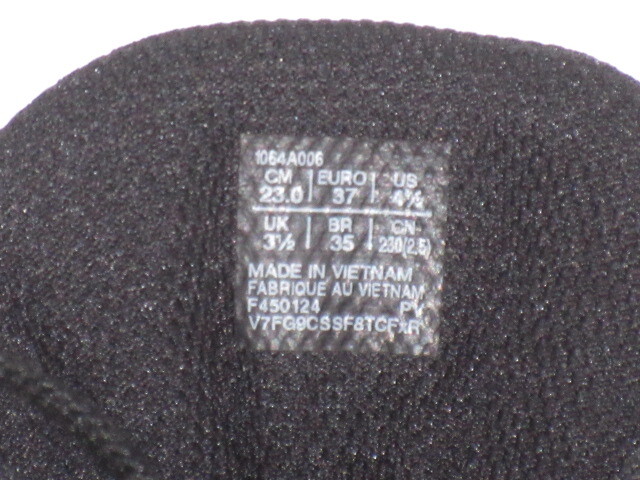 1064A006
CM EURO US
23.0 37 4½
UK BR CN
3½ 35 230(2.5)
MADE IN VIETNAM
FABRIQUE AU VIETNAM
F450124